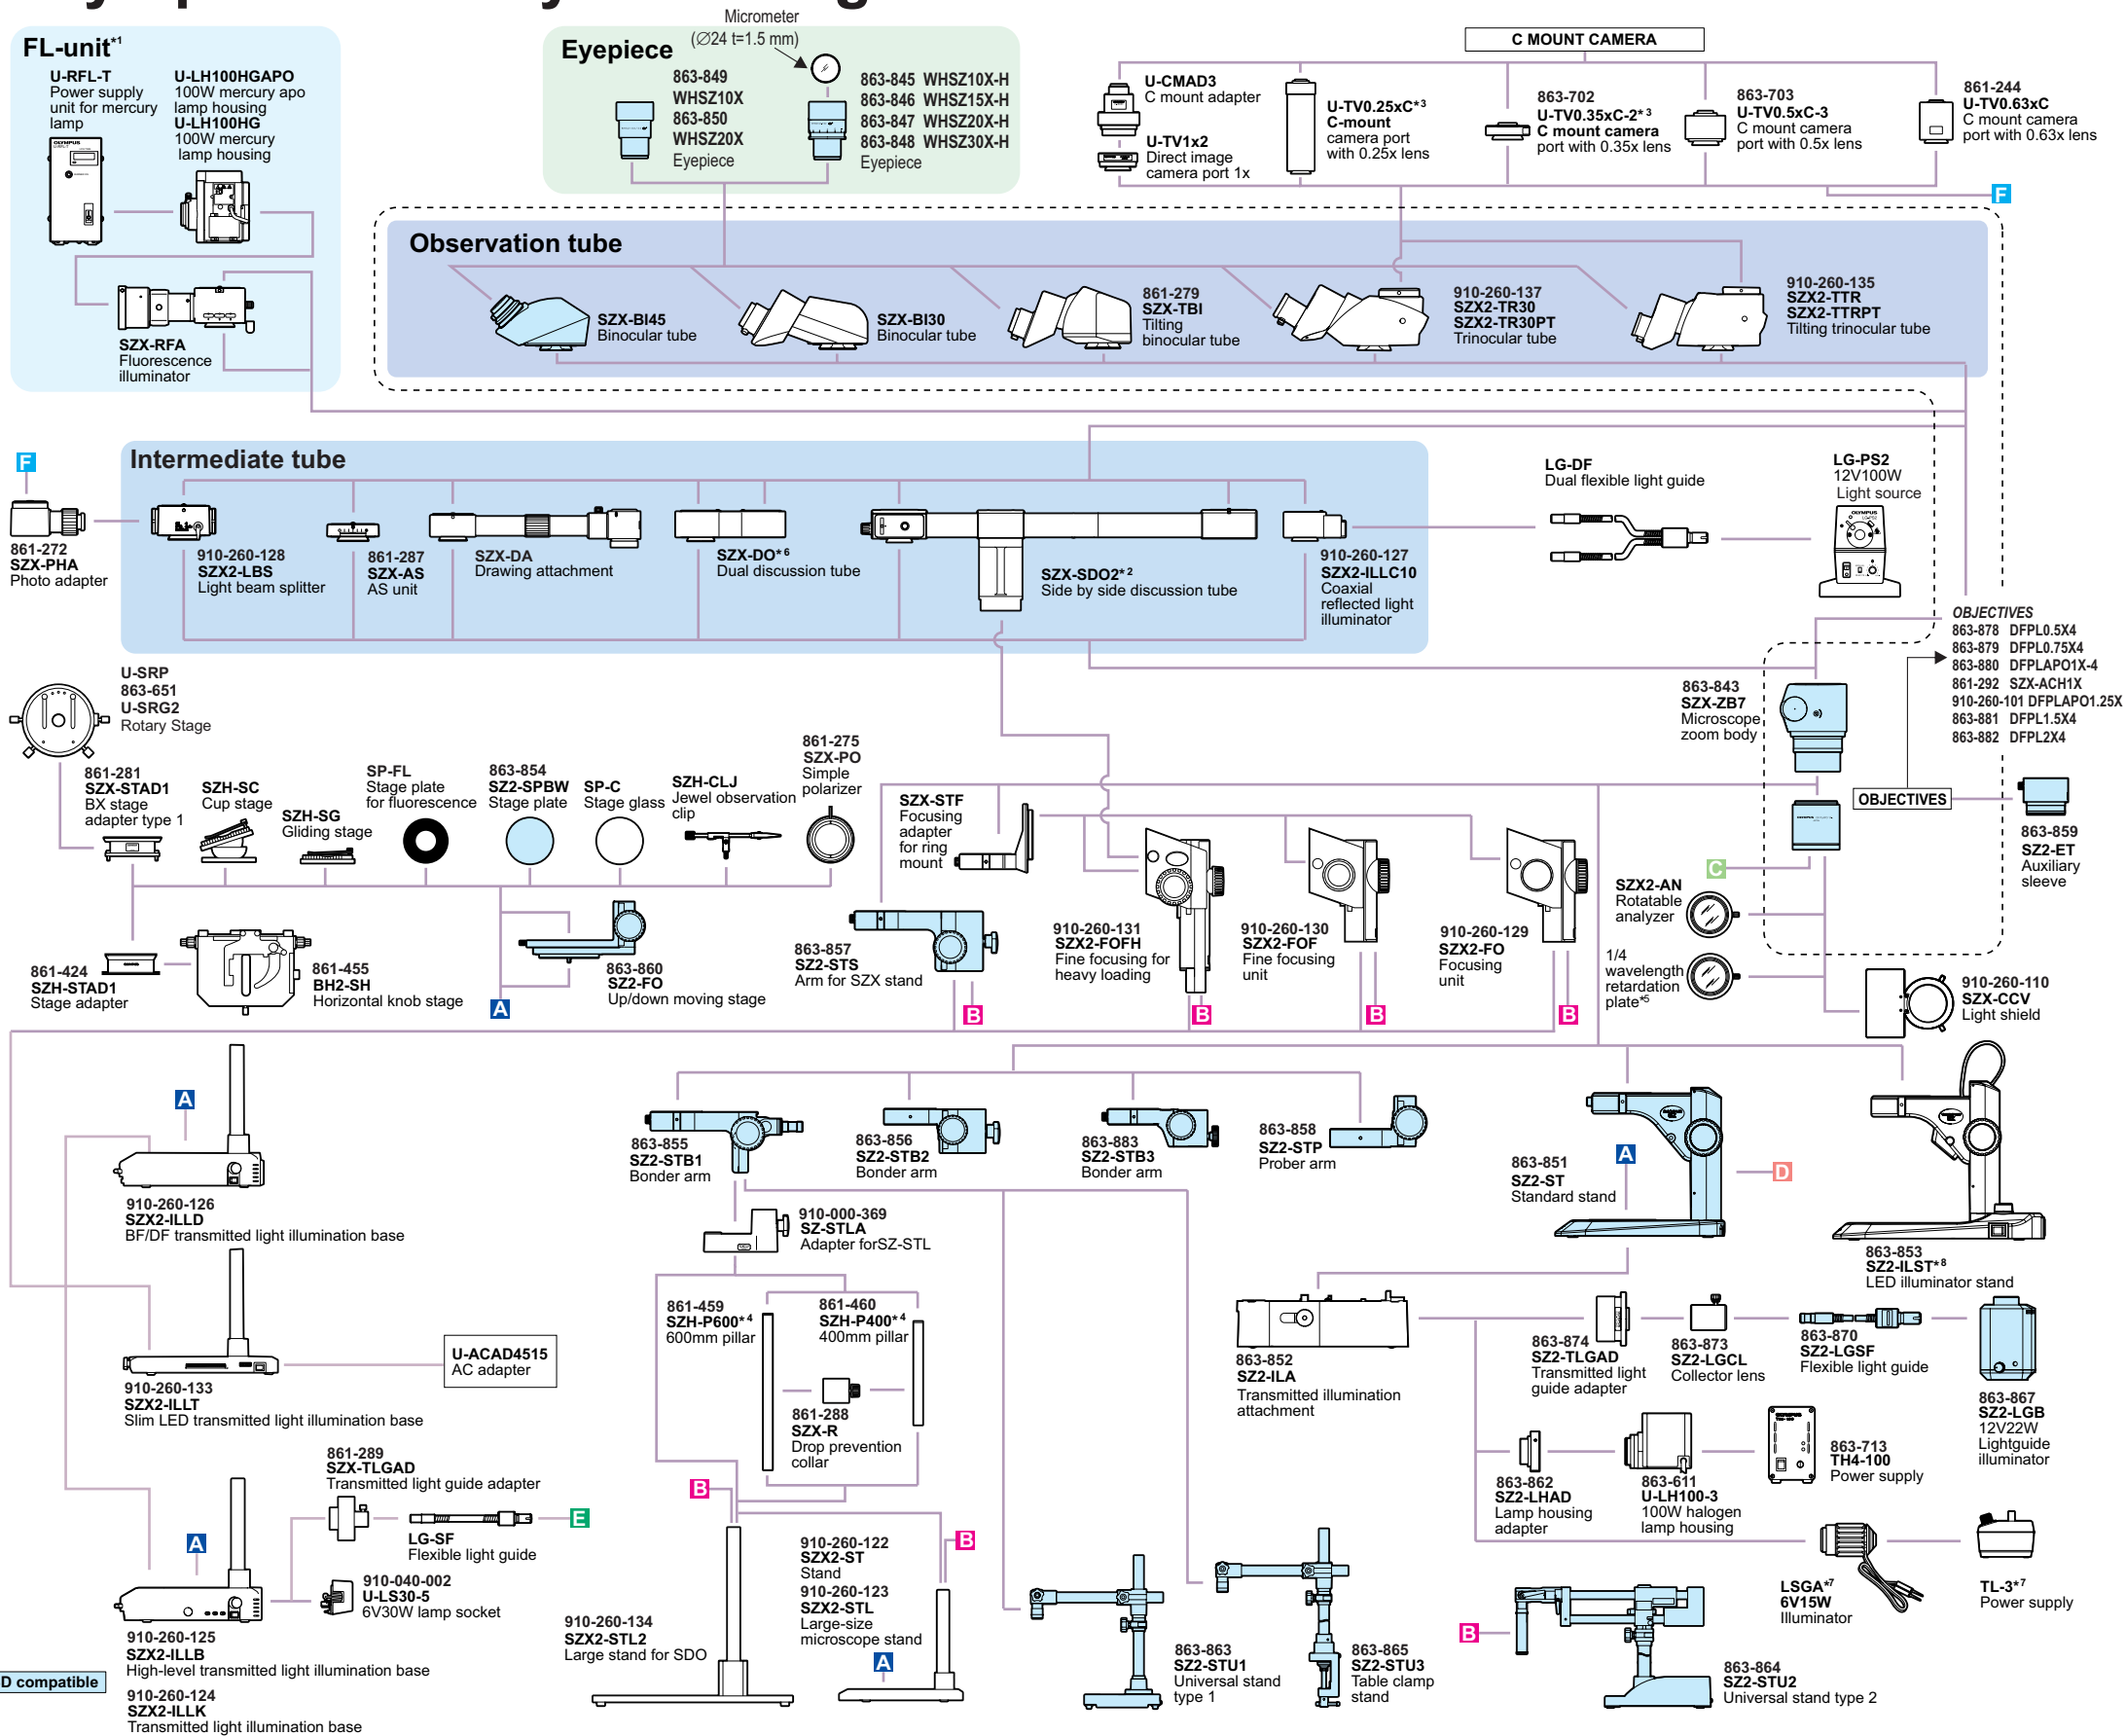 FL-unit*1
U-RFL-T
Power supply
unit for mercury
lamp
U-LH100HGAPO
100W mercury apo
lamp housing
U-LH100HG
100W mercury
lamp housing
SZX-RFA
Fluorescence
illuminator
Eyepiece
Micrometer
(∅24 t=1.5 mm)
863-849
WHSZ10X
863-850
WHSZ20X
Eyepiece
863-845 WHSZ10X-H
863-846 WHSZ15X-H
863-847 WHSZ20X-H
863-848 WHSZ30X-H
Eyepiece
C MOUNT CAMERA
U-CMAD3
C mount adapter
U-TV1x2
Direct image
camera port 1x
U-TV0.25xC*3
C-mount
camera port
with 0.25x lens
863-702
U-TV0.35xC-2*3
C mount camera
port with 0.35x lens
863-703
U-TV0.5xC-3
C mount camera
port with 0.5x lens
861-244
U-TV0.63xC
C mount camera
port with 0.63x lens
F
Observation tube
SZX-BI45
Binocular tube
SZX-BI30
Binocular tube
861-279
SZX-TBI
Tilting
binocular tube
910-260-137
SZX2-TR30
SZX2-TR30PT
Trinocular tube
910-260-135
SZX2-TTR
SZX2-TTRPT
Tilting trinocular tube
F
861-272
SZX-PHA
Photo adapter
Intermediate tube
910-260-128
SZX2-LBS
Light beam splitter
861-287
SZX-AS
AS unit
SZX-DA
Drawing attachment
SZX-DO*6
Dual discussion tube
SZX-SDO2*2
Side by side discussion tube
910-260-127
SZX2-ILLC10
Coaxial
reflected light
illuminator
LG-DF
Dual flexible light guide
LG-PS2
12V100W
Light source
OBJECTIVES
863-878 DFPL0.5X4
863-879 DFPL0.75X4
863-880 DFPLAPO1X-4
861-292 SZX-ACH1X
910-260-101 DFPLAPO1.25X
863-881 DFPL1.5X4
863-882 DFPL2X4
863-843
SZX-ZB7
Microscope
zoom body
OBJECTIVES
863-859
SZ2-ET
Auxiliary
sleeve
C
SZX2-AN
Rotatable
analyzer
1/4
wavelength
retardation
plate*5
910-260-110
SZX-CCV
Light shield
U-SRP
863-651
U-SRG2
Rotary Stage
861-281
SZX-STAD1
BX stage
adapter type 1
SZH-SC
Cup stage
SZH-SG
Gliding stage
SP-FL
Stage plate
for fluorescence
863-854
SZ2-SPBW
Stage plate
SP-C
Stage glass
SZH-CLJ
Jewel observation
clip
861-275
SZX-PO
Simple
polarizer
861-424
SZH-STAD1
Stage adapter
861-455
BH2-SH
Horizontal knob stage
A
863-860
SZ2-FO
Up/down moving stage
SZX-STF
Focusing
adapter
for ring
mount
863-857
SZ2-STS
Arm for SZX stand
B
910-260-131
SZX2-FOFH
Fine focusing for
heavy loading
B
910-260-130
SZX2-FOF
Fine focusing
unit
B
910-260-129
SZX2-FO
Focusing
unit
B
A
910-260-126
SZX2-ILLD
BF/DF transmitted light illumination base
910-260-133
SZX2-ILLT
Slim LED transmitted light illumination base
U-ACAD4515
AC adapter
861-289
SZX-TLGAD
Transmitted light guide adapter
LG-SF
Flexible light guide
E
910-040-002
U-LS30-5
6V30W lamp socket
A
910-260-125
SZX2-ILLB
High-level transmitted light illumination base
910-260-124
SZX2-ILLK
Transmitted light illumination base
D compatible
863-855
SZ2-STB1
Bonder arm
863-856
SZ2-STB2
Bonder arm
863-883
SZ2-STB3
Bonder arm
863-858
SZ2-STP
Prober arm
910-000-369
SZ-STLA
Adapter forSZ-STL
861-459
SZH-P600*4
600mm pillar
861-460
SZH-P400*4
400mm pillar
861-288
SZX-R
Drop prevention
collar
B
910-260-134
SZX2-STL2
Large stand for SDO
910-260-122
SZX2-ST
Stand
910-260-123
SZX2-STL
Large-size
microscope stand
A
B
863-863
SZ2-STU1
Universal stand
type 1
863-865
SZ2-STU3
Table clamp
stand
B
863-864
SZ2-STU2
Universal stand type 2
863-851
SZ2-ST
Standard stand
A
D
863-853
SZ2-ILST*8
LED illuminator stand
863-852
SZ2-ILA
Transmitted illumination
attachment
863-874
SZ2-TLGAD
Transmitted light
guide adapter
863-873
SZ2-LGCL
Collector lens
863-870
SZ2-LGSF
Flexible light guide
863-867
SZ2-LGB
12V22W
Lightguide
illuminator
863-862
SZ2-LHAD
Lamp housing
adapter
863-611
U-LH100-3
100W halogen
lamp housing
863-713
TH4-100
Power supply
LSGA*7
6V15W
Illuminator
TL-3*7
Power supply